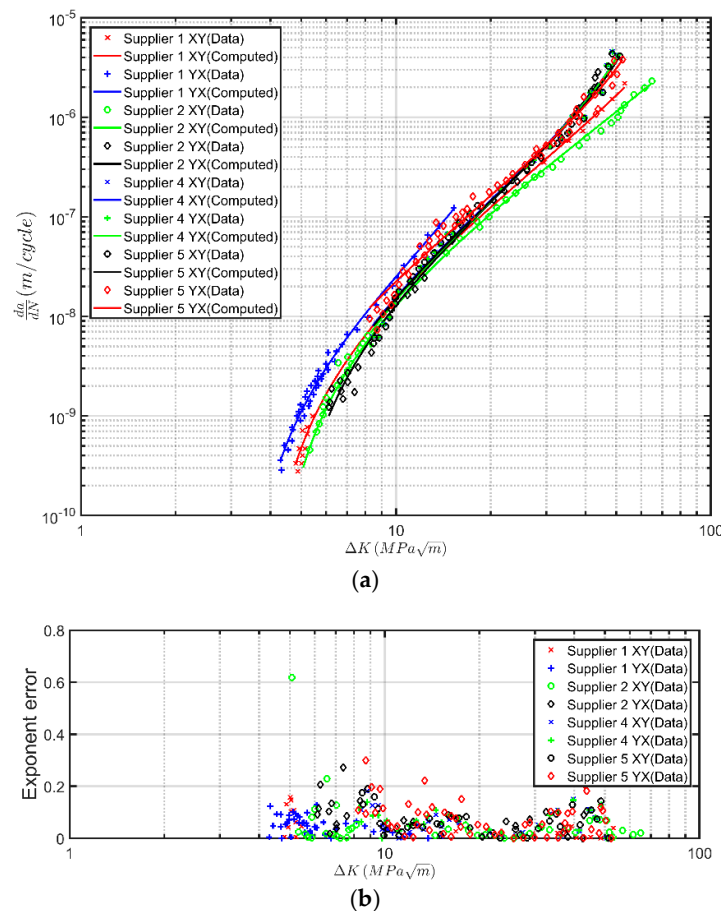 10^-5
10^-6
10^-7
10^-8
10^-9
10^-10
da/dN (m/cycle)
Supplier 1 XY(Data)
Supplier 1 XY(Computed)
Supplier 1 YX(Data)
Supplier 1 YX(Computed)
Supplier 2 XY(Data)
Supplier 2 XY(Computed)
Supplier 2 YX(Data)
Supplier 2 YX(Computed)
Supplier 4 XY(Data)
Supplier 4 XY(Computed)
Supplier 4 YX(Data)
Supplier 4 YX(Computed)
Supplier 5 XY(Data)
Supplier 5 XY(Computed)
Supplier 5 YX(Data)
Supplier 5 YX(Computed)
1 10 100
ΔK (MPa√m)
(a)
0.8
0.6
0.4
0.2
0
Exponent error
Supplier 1 XY(Data)
Supplier 1 YX(Data)
Supplier 2 XY(Data)
Supplier 2 YX(Data)
Supplier 4 XY(Data)
Supplier 4 YX(Data)
Supplier 5 XY(Data)
Supplier 5 YX(Data)
1 10 100
ΔK (MPa√m)
(b)